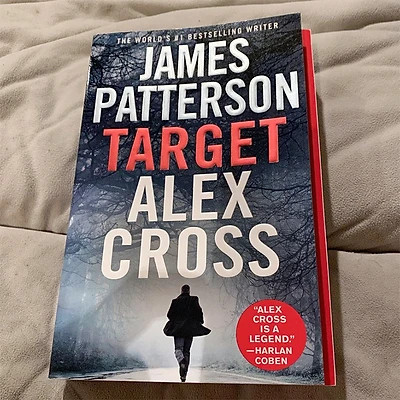 THE WORLD'S #1 BESTSELLING WRITER
JAMES
PATTERSON
TARGET
ALEX
CROSS
"ALEX
CROSS
IS A
LEGEND."
—HARLAN
COBEN